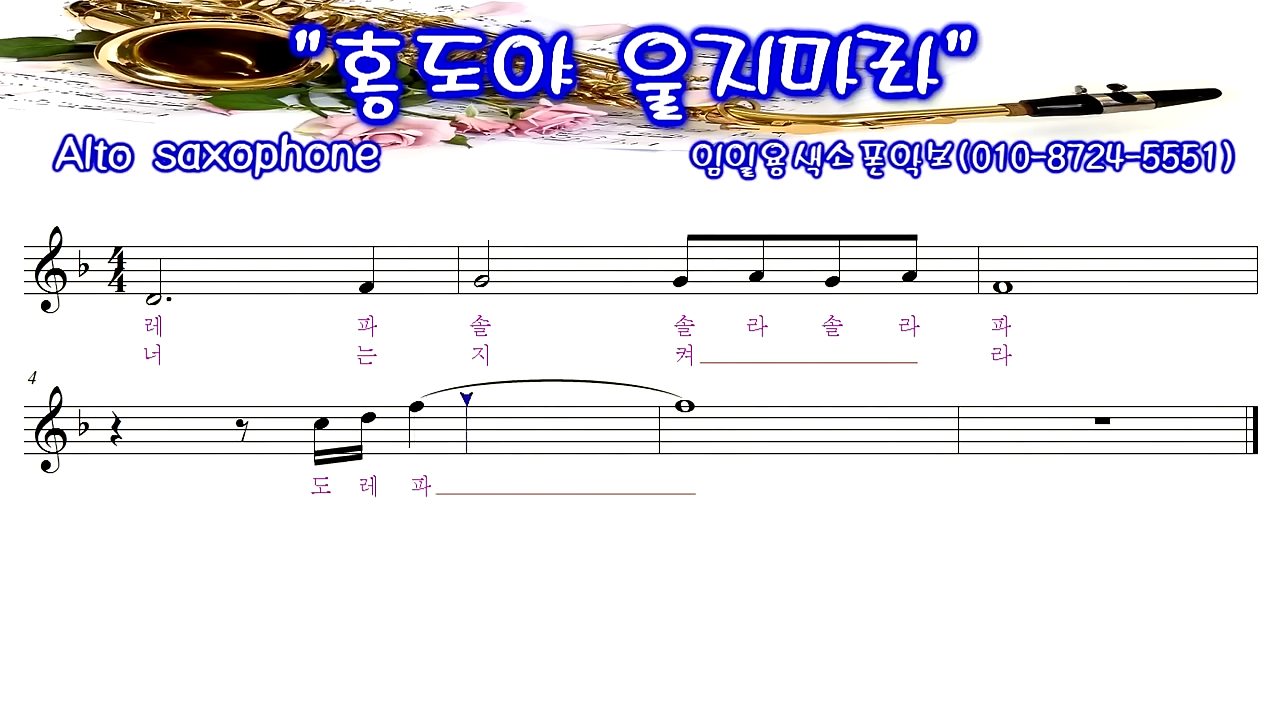 "홍도야 울지마라"
Alto saxophone
임일용색소폰악보(010-8724-5551)
4
4
레 파 솔 솔 라 솔 라 파
너 는 지 켜 라
4
도 레 파